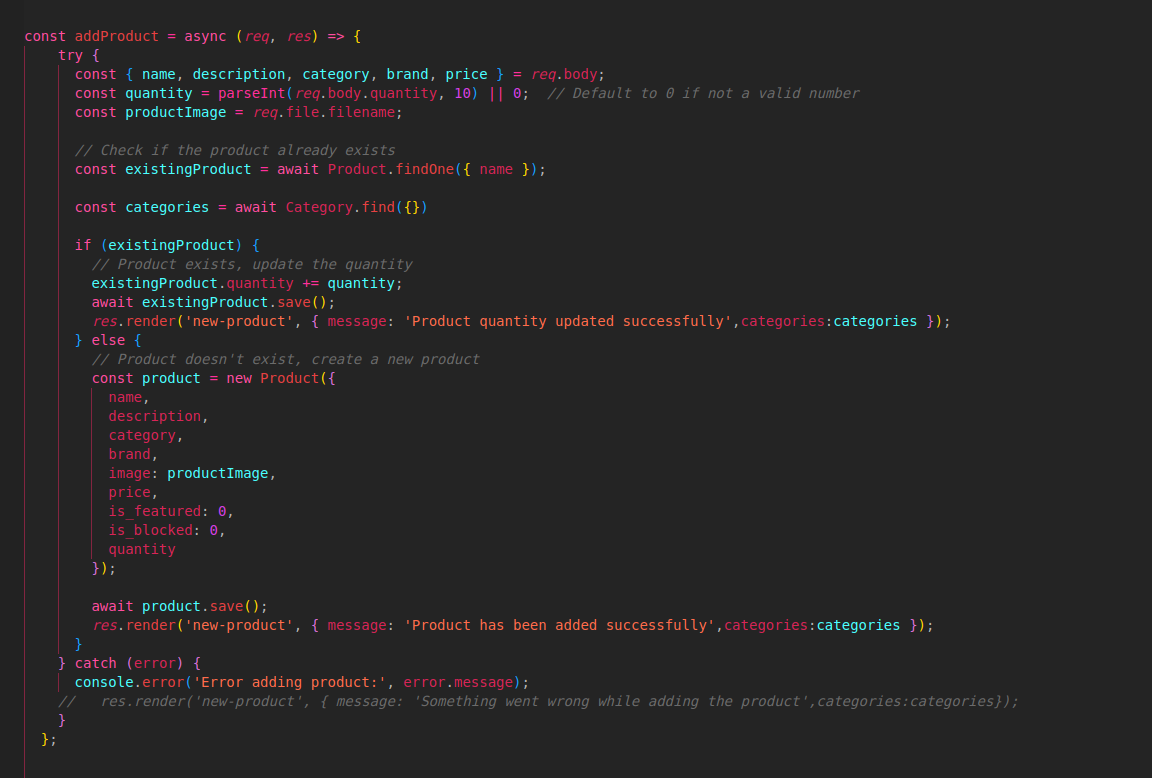 const addProduct = async (req, res) => {
try {
const { name, description, category, brand, price } = req.body;
const quantity = parseInt(req.body.quantity, 10) || 0;  // Default to 0 if not a valid number
const productImage = req.file.filename;
// Check if the product already exists
const existingProduct = await Product.findOne({ name });
const categories = await Category.find({})
if (existingProduct) {
// Product exists, update the quantity
existingProduct.quantity += quantity;
await existingProduct.save();
res.render('new-product', { message: 'Product quantity updated successfully',categories:categories });
} else {
// Product doesn't exist, create a new product
const product = new Product({
name,
description,
category,
brand,
image: productImage,
price,
is_featured: 0,
is_blocked: 0,
quantity
});
await product.save();
res.render('new-product', { message: 'Product has been added successfully',categories:categories });
}
} catch (error) {
console.error('Error adding product:', error.message);
//   res.render('new-product', { message: 'Something went wrong while adding the product',categories:categories});
}
};